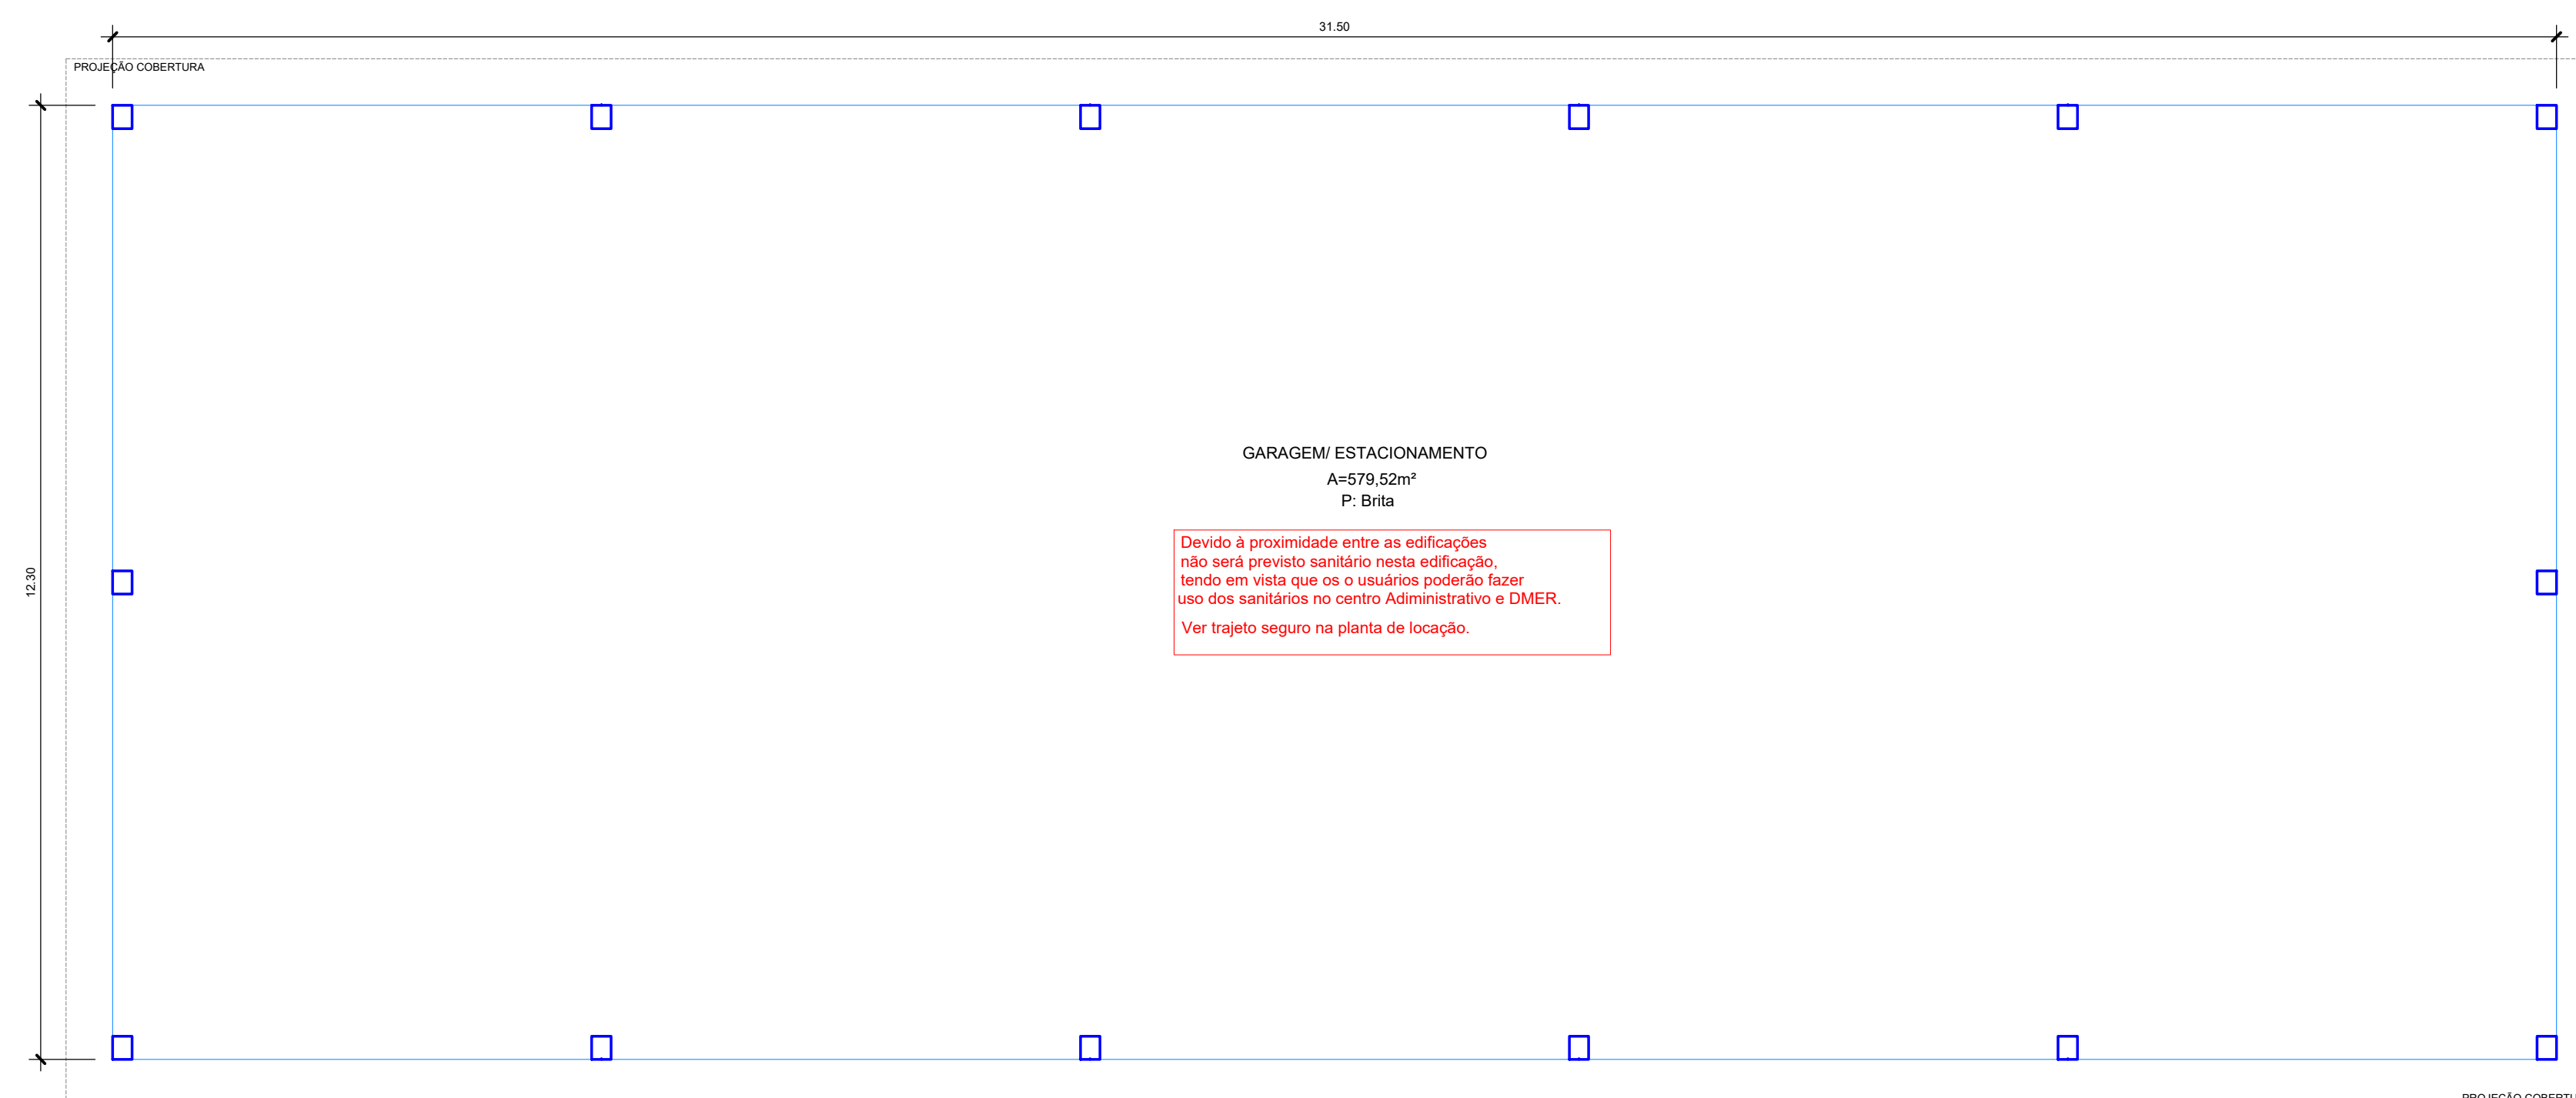 31.50
PROJEÇÃO COBERTURA
GARAGEM/ ESTACIONAMENTO
A=579,52m²
P: Brita
Devido à proximidade entre as edificações
não será previsto sanitário nesta edificação,
tendo em vista que os o usuários poderão fazer
uso dos sanitários no centro Adiministrativo e DMER.
Ver trajeto seguro na planta de locação.
12.30
PROJEÇÃO